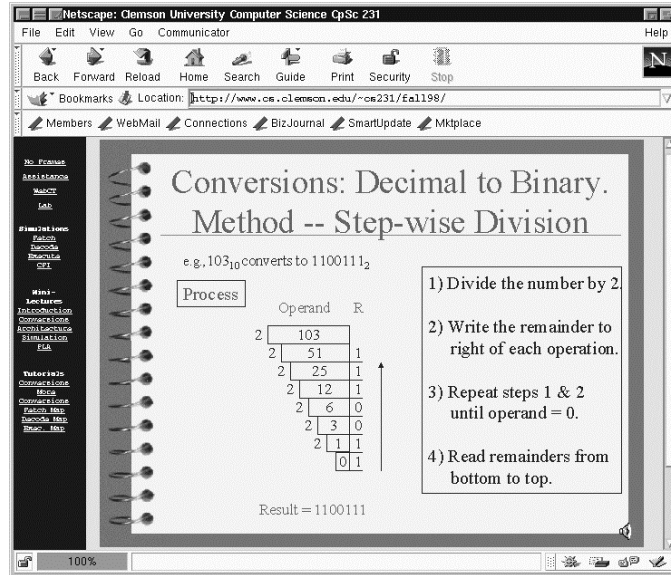 Netscape: Clemson University Computer Science CpSc 231
File Edit View Go Communicator Help
Back Forward Reload Home Search Guide Print Security Stop
N
Bookmarks Location: http://www.cs.clemson.edu/~cs231/fall98/
Members WebMail Connections BizJournal SmartUpdate Mktplace
No Frames
Assistance
WebCT
Lab
Simulations
Fetch
Decode
Execute
CPI
Mini-
Lectures
Introduction
Conversions
Architecture
Simulation
PLA
Tutorials
Conversions
More
Conversions
Fetch Map
Decode Map
Exec. Map
Conversions: Decimal to Binary.
Method -- Step-wise Division
e.g., 103₁₀ converts to 1100111₂
Process
Operand R
2 103
2 51 1
2 25 1
2 12 1
2 6 0
2 3 0
2 1 1
0 1
Result = 1100111
1) Divide the number by 2.
2) Write the remainder to
right of each operation.
3) Repeat steps 1 & 2
until operand = 0.
4) Read remainders from
bottom to top.
100%